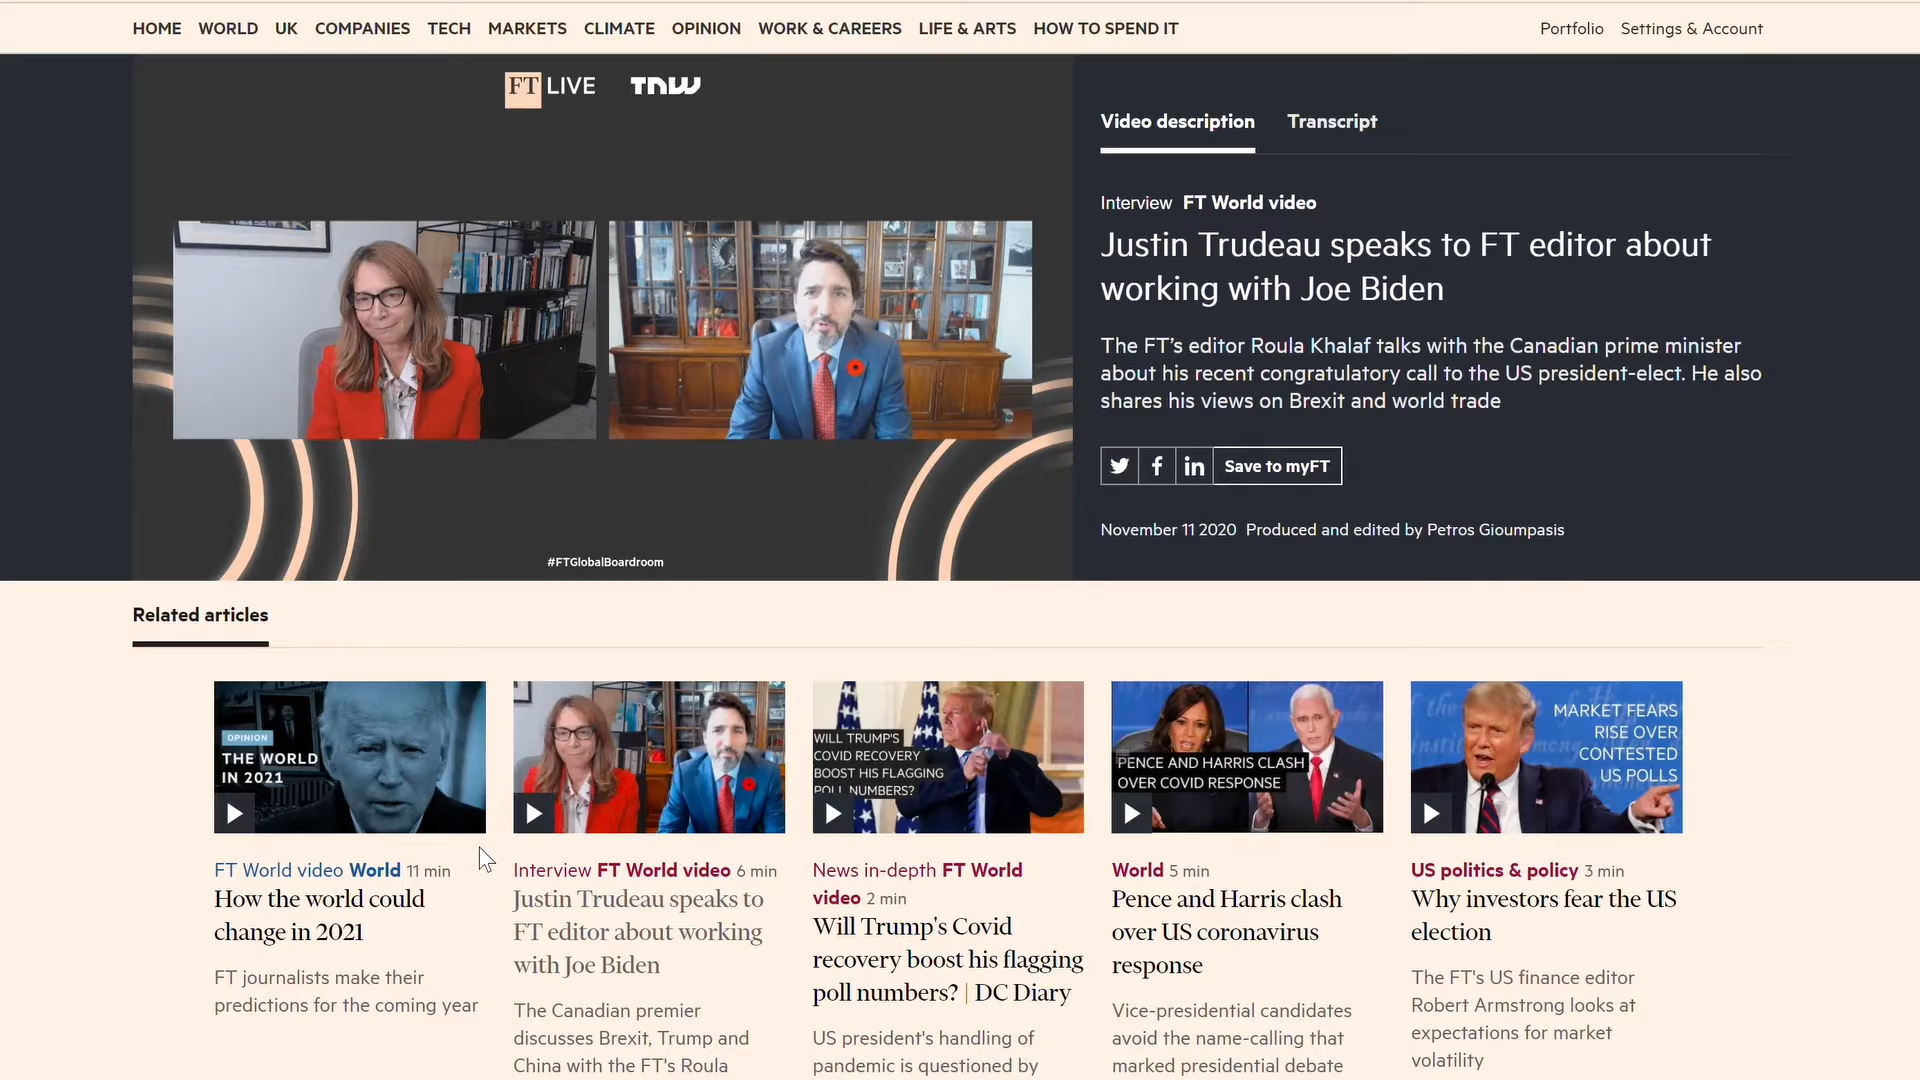 HOME WORLD UK COMPANIES TECH MARKETS CLIMATE OPINION WORK & CAREERS LIFE & ARTS HOW TO SPEND IT Portfolio Settings & Account
FT LIVE TNW
#FTGlobalBoardroom
Video description Transcript
Interview FT World video
Justin Trudeau speaks to FT editor about
working with Joe Biden
The FT’s editor Roula Khalaf talks with the Canadian prime minister
about his recent congratulatory call to the US president-elect. He also
shares his views on Brexit and world trade
Save to myFT
November 11 2020 Produced and edited by Petros Gioumpasis
Related articles
OPINION
THE WORLD
IN 2021
FT World video World 11 min
How the world could
change in 2021
FT journalists make their
predictions for the coming year
Interview FT World video 6 min
Justin Trudeau speaks to
FT editor about working
with Joe Biden
The Canadian premier
discusses Brexit, Trump and
China with the FT's Roula
WILL TRUMP'S
COVID RECOVERY
BOOST HIS FLAGGING
POLL NUMBERS?
News in-depth FT World
video 2 min
Will Trump's Covid
recovery boost his flagging
poll numbers? | DC Diary
US president's handling of
pandemic is questioned by
PENCE AND HARRIS CLASH
OVER COVID RESPONSE
World 5 min
Pence and Harris clash
over US coronavirus
response
Vice-presidential candidates
avoid the name-calling that
marked presidential debate
MARKET FEARS
RISE OVER
CONTESTED
US POLLS
US politics & policy 3 min
Why investors fear the US
election
The FT's US finance editor
Robert Armstrong looks at
expectations for market
volatility